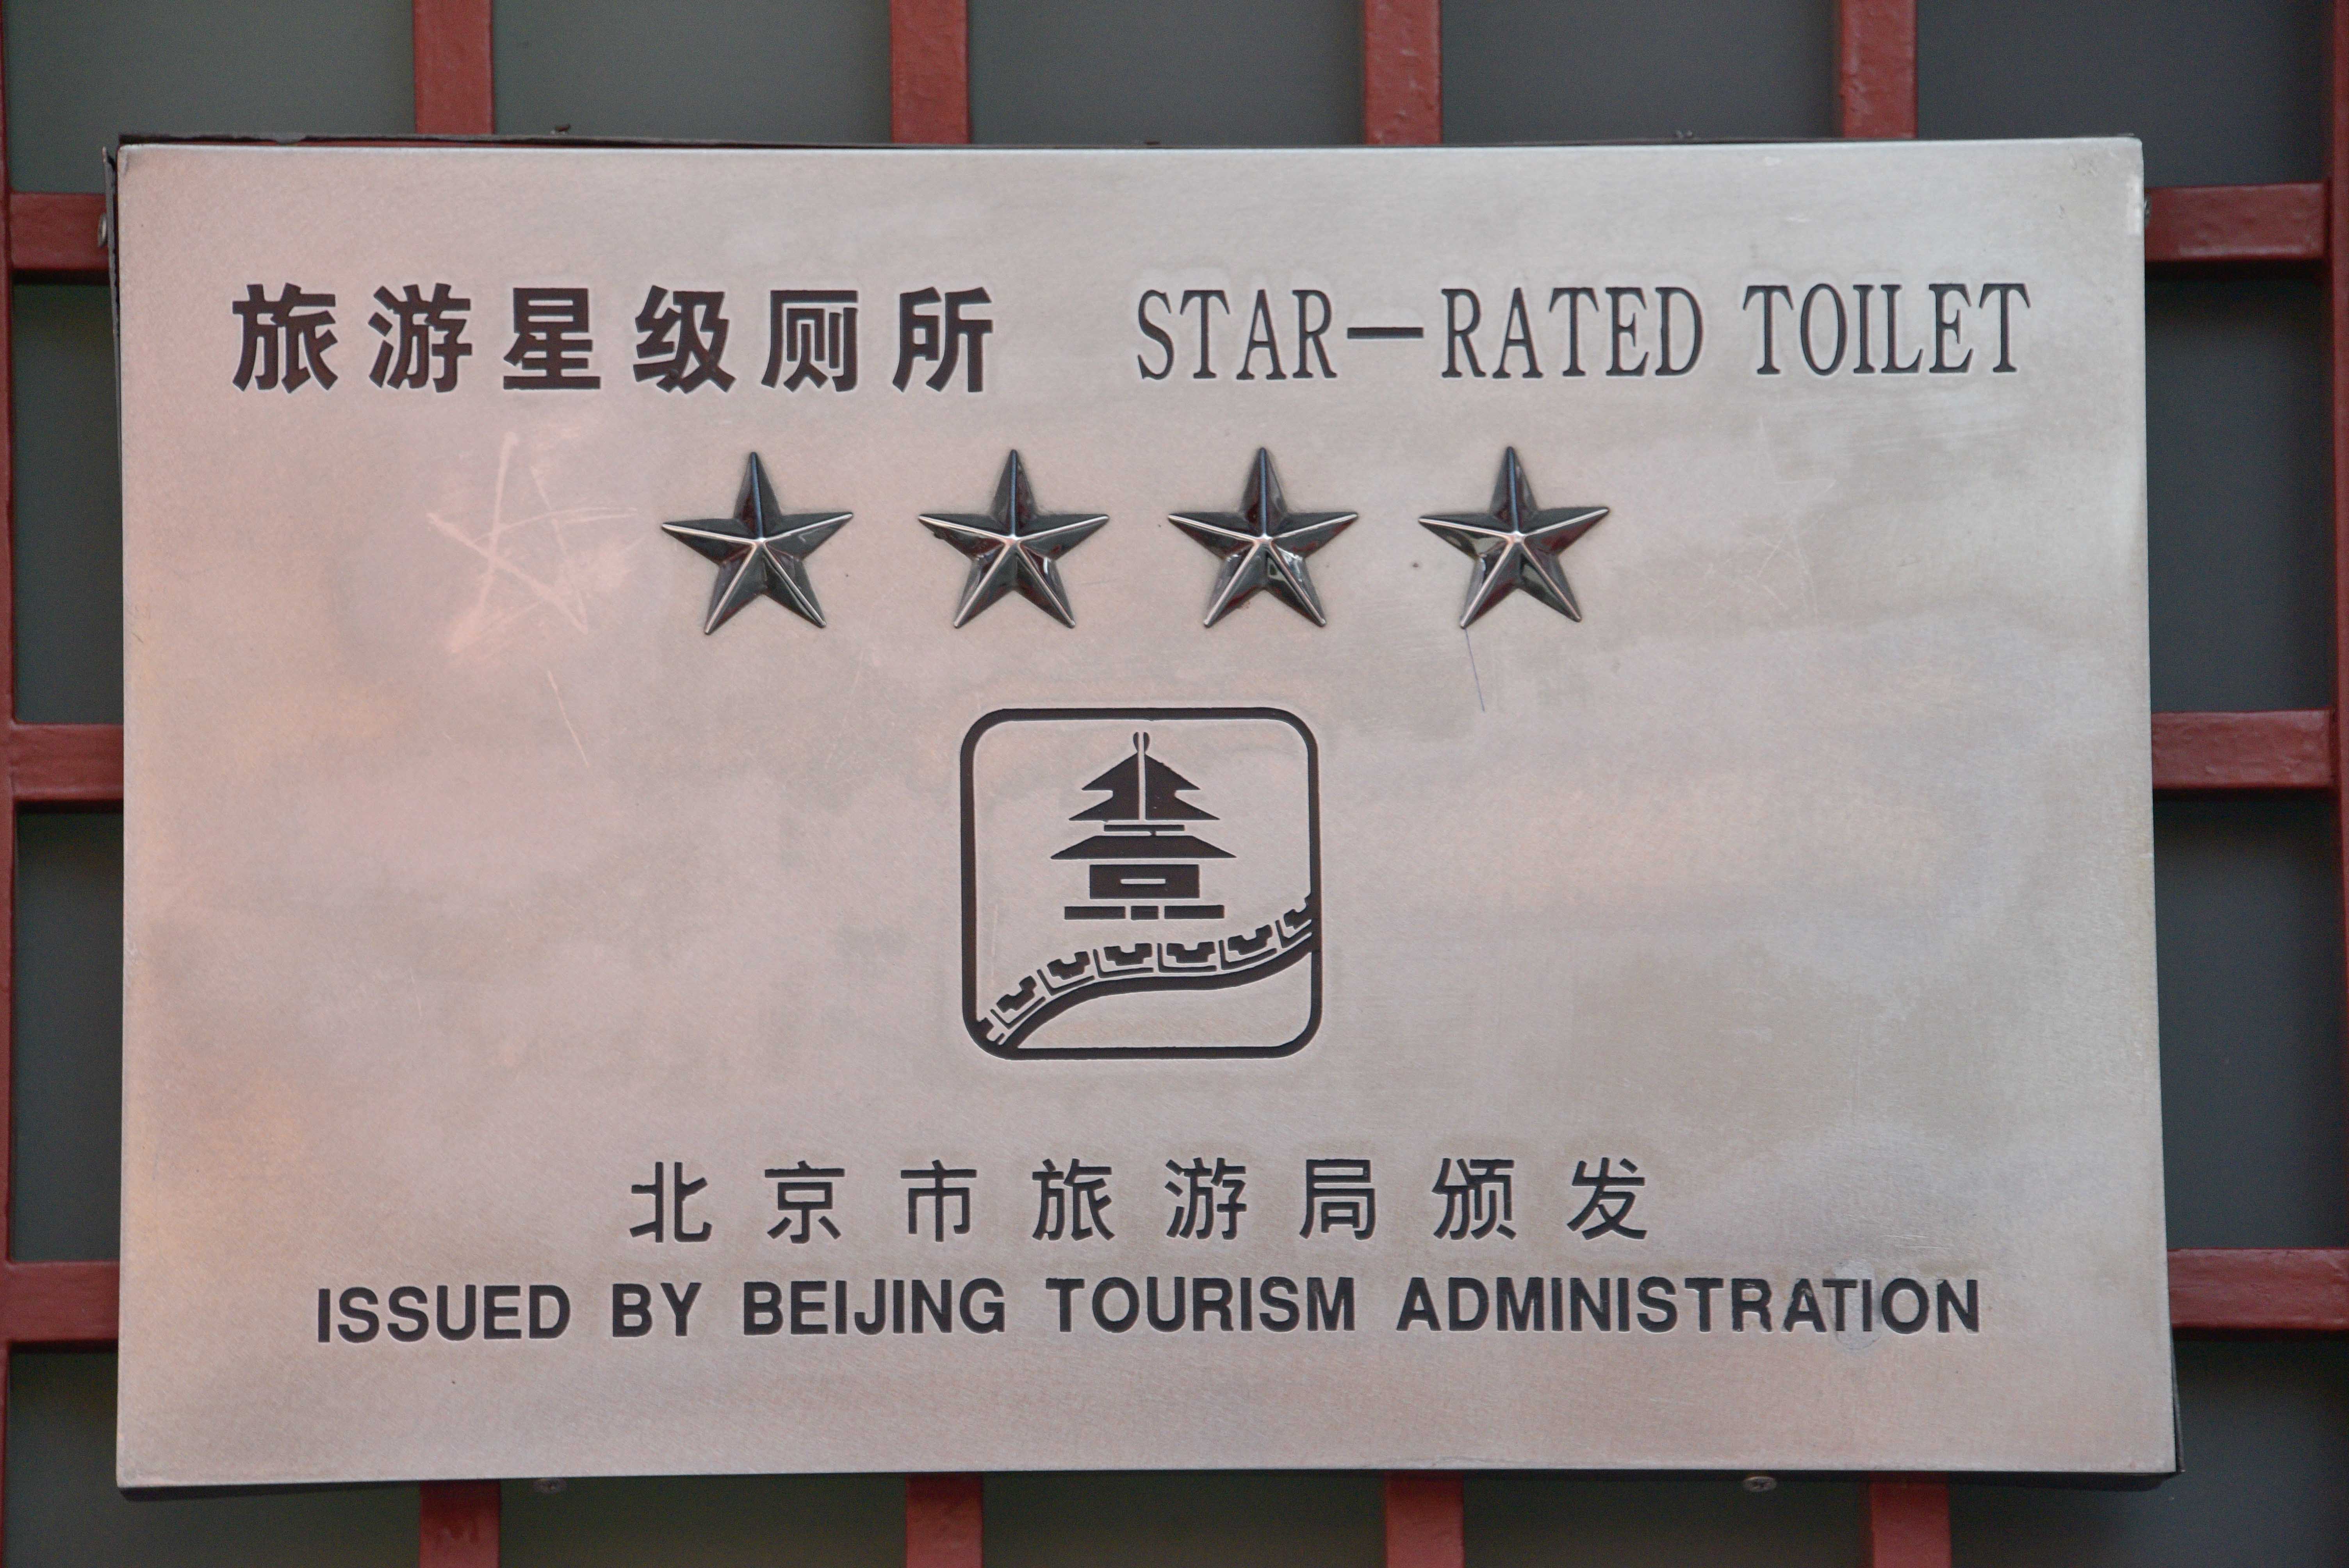 旅游星级厕所 STAR—RATED TOILET
北京市旅游局颁发
ISSUED BY BEIJING TOURISM ADMINISTRATION